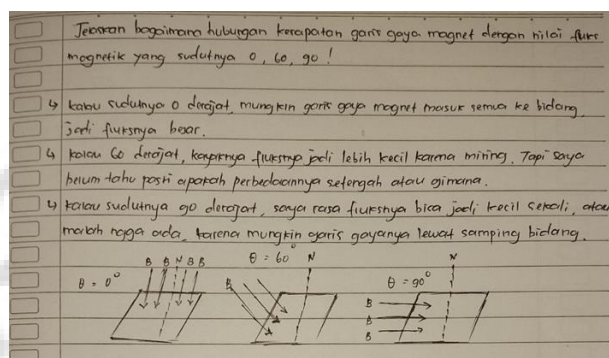 Jelaskan bagaimana hubungan kerapatan garis gaya magnet dengan nilai fluks
magnetik yang sudutnya 0, 60, 90!
↳ kalau sudutnya 0 derajat, mungkin garis gaya magnet masuk semua ke bidang,
jadi fluksnya besar.
↳ kalau 60 derajat, kayaknya fluksnya jadi lebih kecil karena miring. Tapi saya
belum tahu pasti apakah perbedaannya setengah atau gimana.
↳ kalau sudutnya 90 derajat, saya rasa fluksnya bisa jadi kecil sekali, atau
malah ngga ada, karena mungkin garis gayanya lewat samping bidang.
B B N B B
θ = 0°
θ = 60° N
B
N
θ = 90°
B
B
B